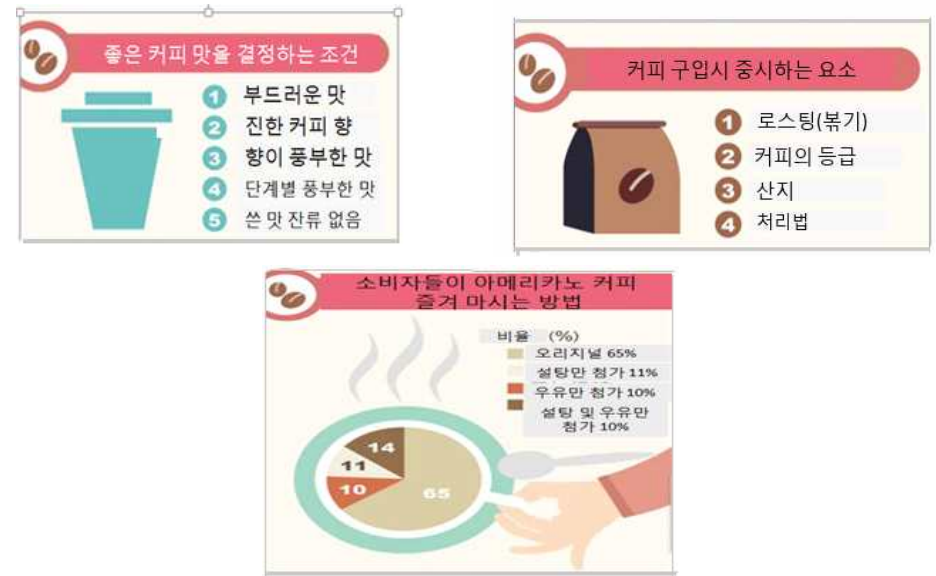 좋은 커피 맛을 결정하는 조건
1 부드러운 맛
2 진한 커피 향
3 향이 풍부한 맛
4 단계별 풍부한 맛
5 쓴 맛 잔류 없음
커피 구입시 중시하는 요소
1 로스팅(볶기)
2 커피의 등급
3 산지
4 처리법
소비자들이 아메리카노 커피
즐겨 마시는 방법
비율 (%)
오리지널 65%
설탕만 첨가 11%
우유만 첨가 10%
설탕 및 우유만
첨가 10%
14
11
10
65